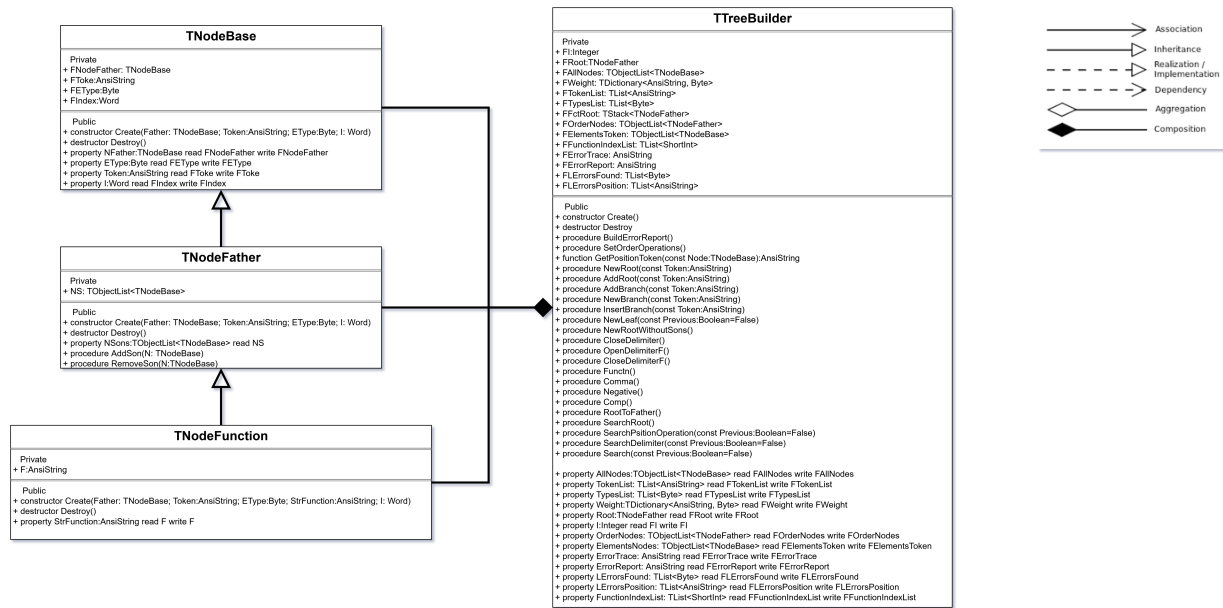 TNodeBase
Private
+ FNodeFather: TNodeBase
+ FToke:AnsiString
+ FEType:Byte
+ FIndex:Word
Public
+ constructor Create(Father: TNodeBase; Token:AnsiString; EType:Byte; I: Word)
+ destructor Destroy()
+ property NFather:TNodeBase read FNodeFather write FNodeFather
+ property EType:Byte read FEType write FEType
+ property Token:AnsiString read FToke write FToke
+ property I:Word read FIndex write FIndex
TNodeFather
Private
+ NS: TObjectList<TNodeBase>
Public
+ constructor Create(Father: TNodeBase; Token:AnsiString; EType:Byte; I: Word)
+ destructor Destroy()
+ property NSons:TObjectList<TNodeBase> read NS
+ procedure AddSon(N: TNodeBase)
+ procedure RemoveSon(N:TNodeBase)
TNodeFunction
Private
+ F:AnsiString
Public
+ constructor Create(Father: TNodeBase; Token:AnsiString; EType:Byte; StrFunction:AnsiString; I: Word)
+ destructor Destroy()
+ property StrFunction:AnsiString read F write F
TTreeBuilder
Private
+ FI:Integer
+ FRoot:TNodeFather
+ FAllNodes: TObjectList<TNodeBase>
+ FWeight: TDictionary<AnsiString, Byte>
+ FTokenList: TList<AnsiString>
+ FTypesList: TList<Byte>
+ FFctRoot: TStack<TNodeFather>
+ FOrderNodes: TObjectList<TNodeFather>
+ FElementsToken: TObjectList<TNodeBase>
+ FFunctionIndexList: TList<ShortInt>
+ FErrorTrace: AnsiString
+ FErrorReport: AnsiString
+ FLErrorsFound: TList<Byte>
+ FLErrorsPosition: TList<AnsiString>
Public
+ constructor Create()
+ destructor Destroy
+ procedure BuildErrorReport()
+ procedure SetOrderOperations()
+ function GetPositionToken(const Node:TNodeBase):AnsiString
+ procedure NewRoot(const Token:AnsiString)
+ procedure AddRoot(const Token:AnsiString)
+ procedure AddBranch(const Token:AnsiString)
+ procedure NewBranch(const Token:AnsiString)
+ procedure InsertBranch(const Token:AnsiString)
+ procedure NewLeaf(const Previous:Boolean=False)
+ procedure NewRootWithoutSons()
+ procedure CloseDelimiter()
+ procedure OpenDelimiterF()
+ procedure CloseDelimiterF()
+ procedure Functn()
+ procedure Comma()
+ procedure Negative()
+ procedure Comp()
+ procedure RootToFather()
+ procedure SearchRoot()
+ procedure SearchPsitionOperation(const Previous:Boolean=False)
+ procedure SearchDelimiter(const Previous:Boolean=False)
+ procedure Search(const Previous:Boolean=False)
+ property AllNodes:TObjectList<TNodeBase> read FAllNodes write FAllNodes
+ property TokenList: TList<AnsiString> read FTokenList write FTokenList
+ property TypesList: TList<Byte> read FTypesList write FTypesList
+ property Weight:TDictionary<AnsiString, Byte> read FWeight write FWeight
+ property Root:TNodeFather read FRoot write FRoot
+ property I:Integer read FI write FI
+ property OrderNodes: TObjectList<TNodeFather> read FOrderNodes write FOrderNodes
+ property ElementsNodes: TObjectList<TNodeBase> read FElementsToken write FElementsToken
+ property ErrorTrace: AnsiString read FErrorTrace write FErrorTrace
+ property ErrorReport: AnsiString read FErrorReport write FErrorReport
+ property LErrorsFound: TList<Byte> read FLErrorsFound write FLErrorsFound
+ property LErrorsPosition: TList<AnsiString> read FLErrorsPosition write FLErrorsPosition
+ property FunctionIndexList: TList<ShortInt> read FFunctionIndexList write FFunctionIndexList
Association
Inheritance
Realization /
Implementation
Dependency
Aggregation
Composition